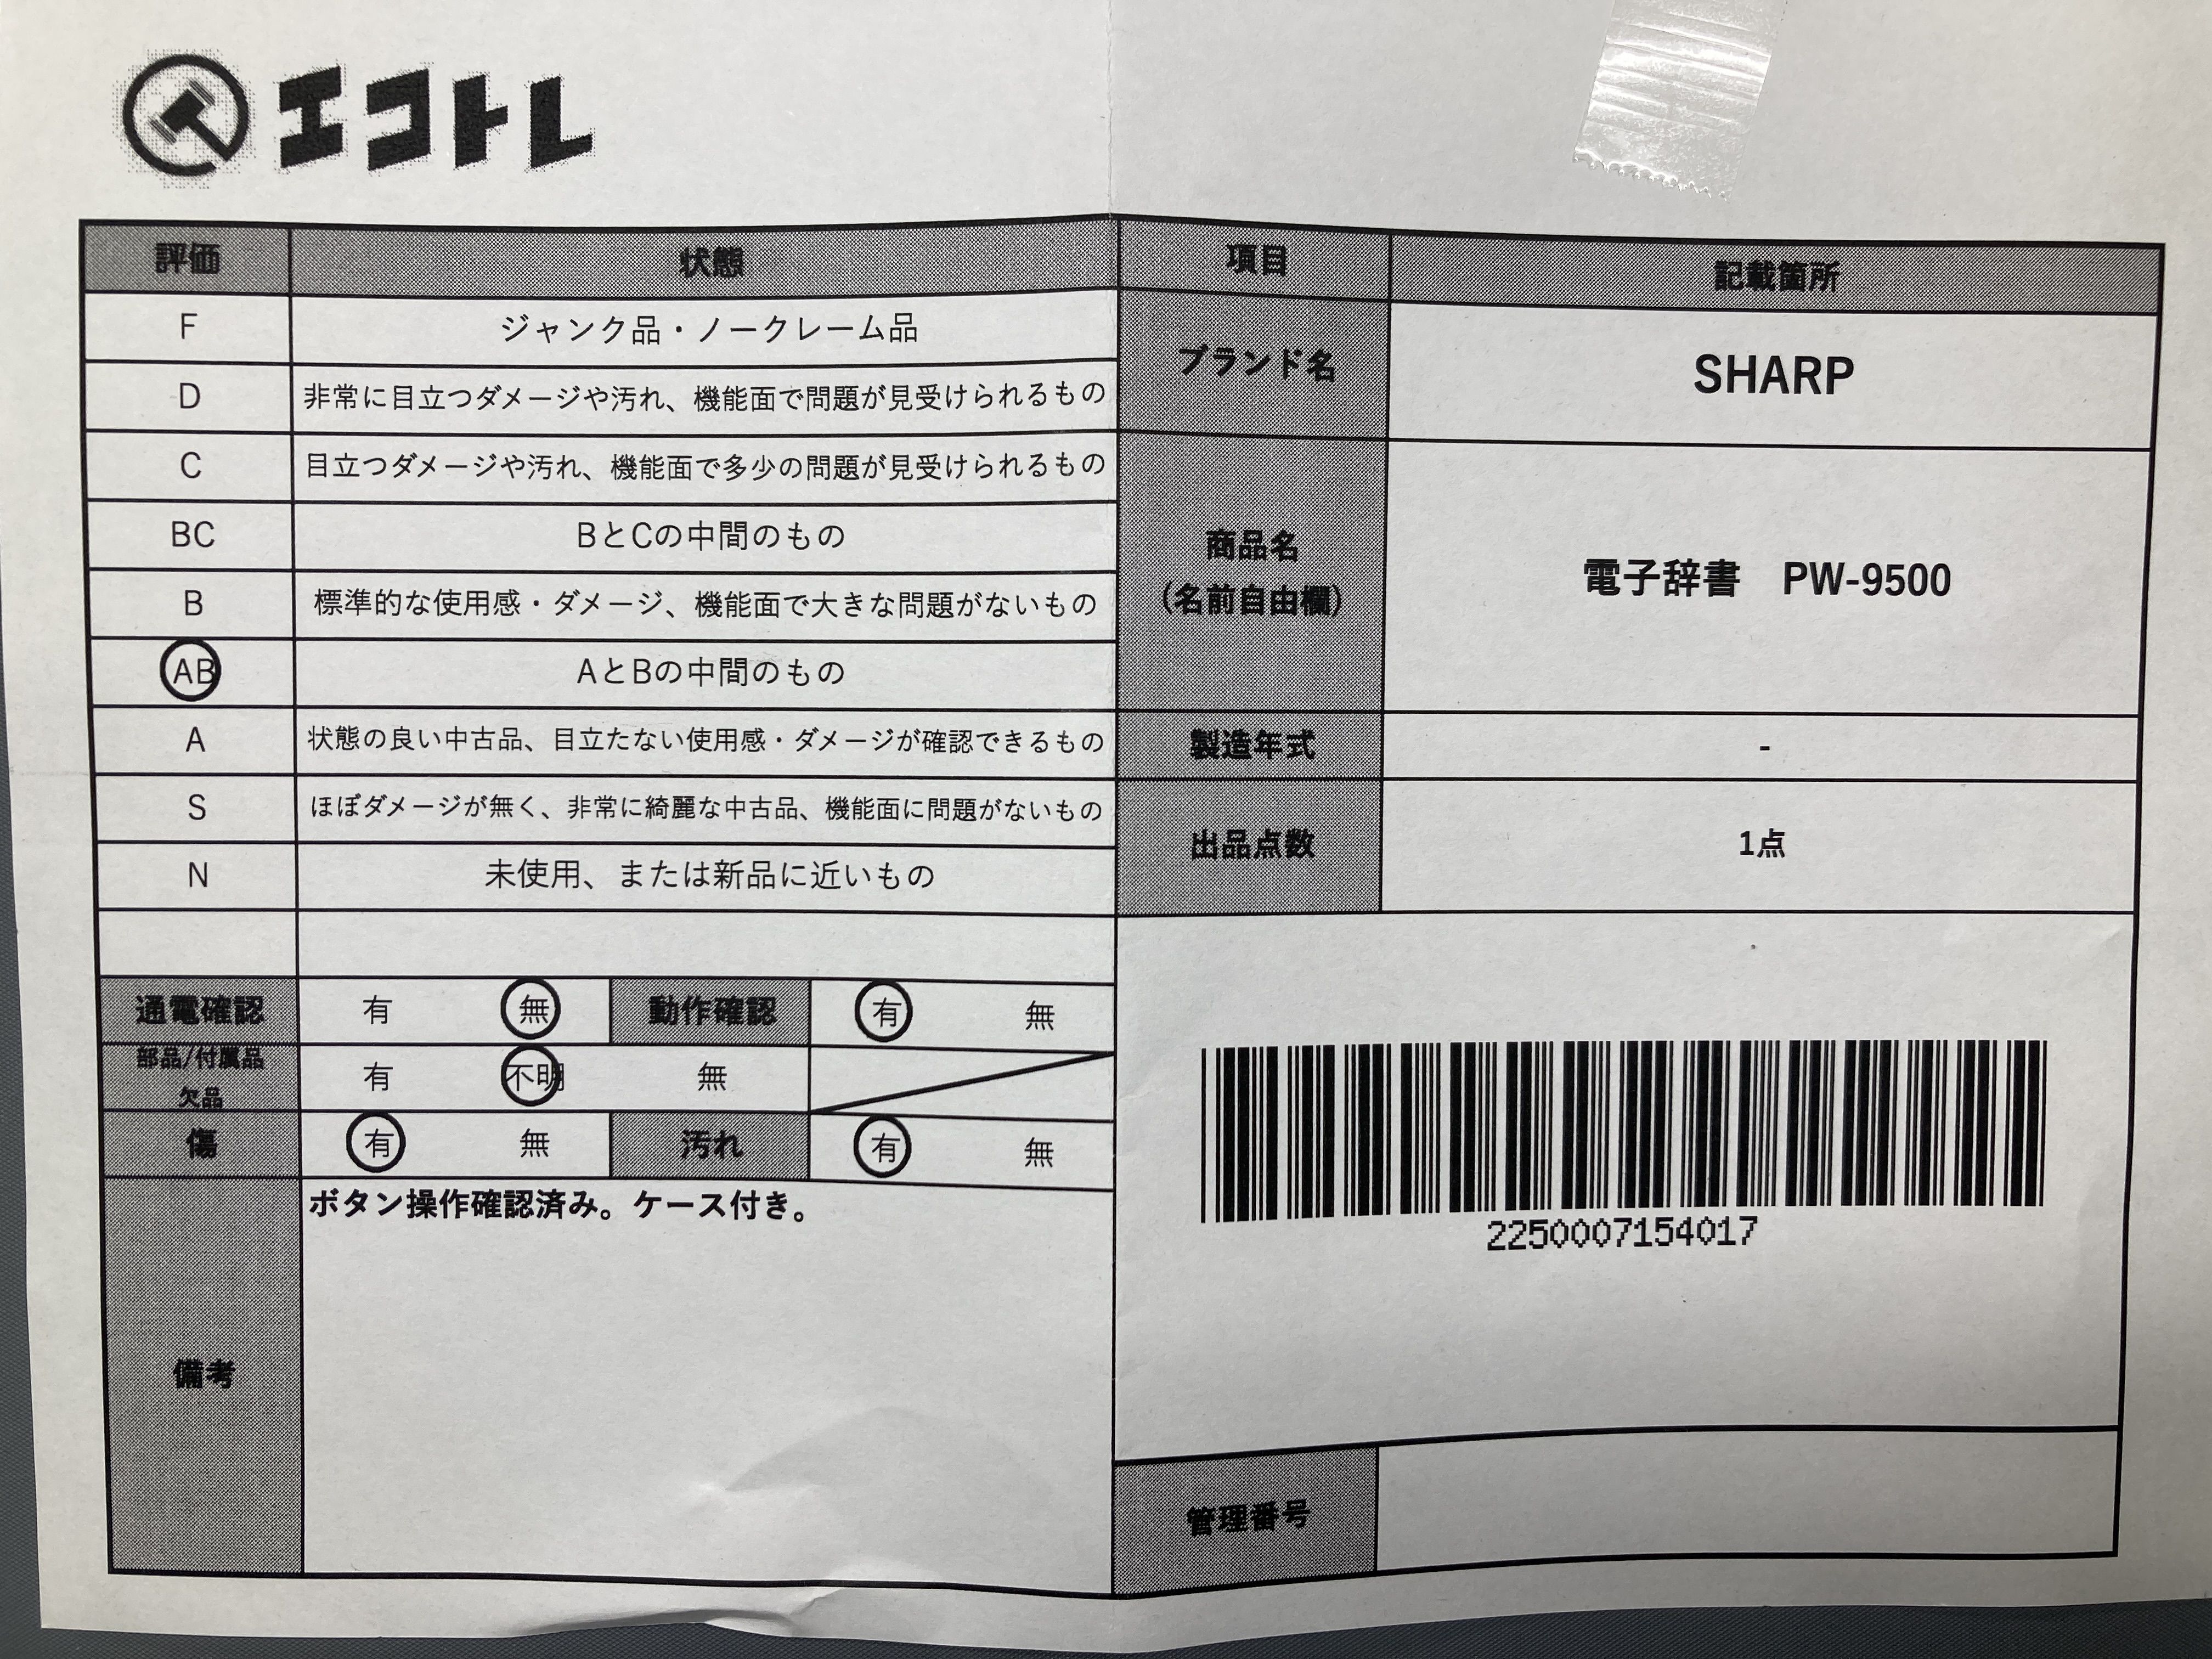 エコトレ
評価 状態
F ジャンク品・ノークレーム品
D 非常に目立つダメージや汚れ、機能面で問題が見受けられるもの
C 目立つダメージや汚れ、機能面で多少の問題が見受けられるもの
BC BとCの中間のもの
B 標準的な使用感・ダメージ、機能面で大きな問題がないもの
AB AとBの中間のもの
A 状態の良い中古品、目立たない使用感・ダメージが確認できるもの
S ほぼダメージが無く、非常に綺麗な中古品、機能面に問題がないもの
N 未使用、または新品に近いもの
通電確認 有 無 動作確認 有 無
部品/付属品
欠品
有 不明 無
傷 有 無 汚れ 有 無
備考
ボタン操作確認済み。ケース付き。
項目 記載箇所
ブランド名 SHARP
商品名
(名前自由欄)
電子辞書 PW-9500
製造年式 -
出品点数 1点
2250007154017
管理番号